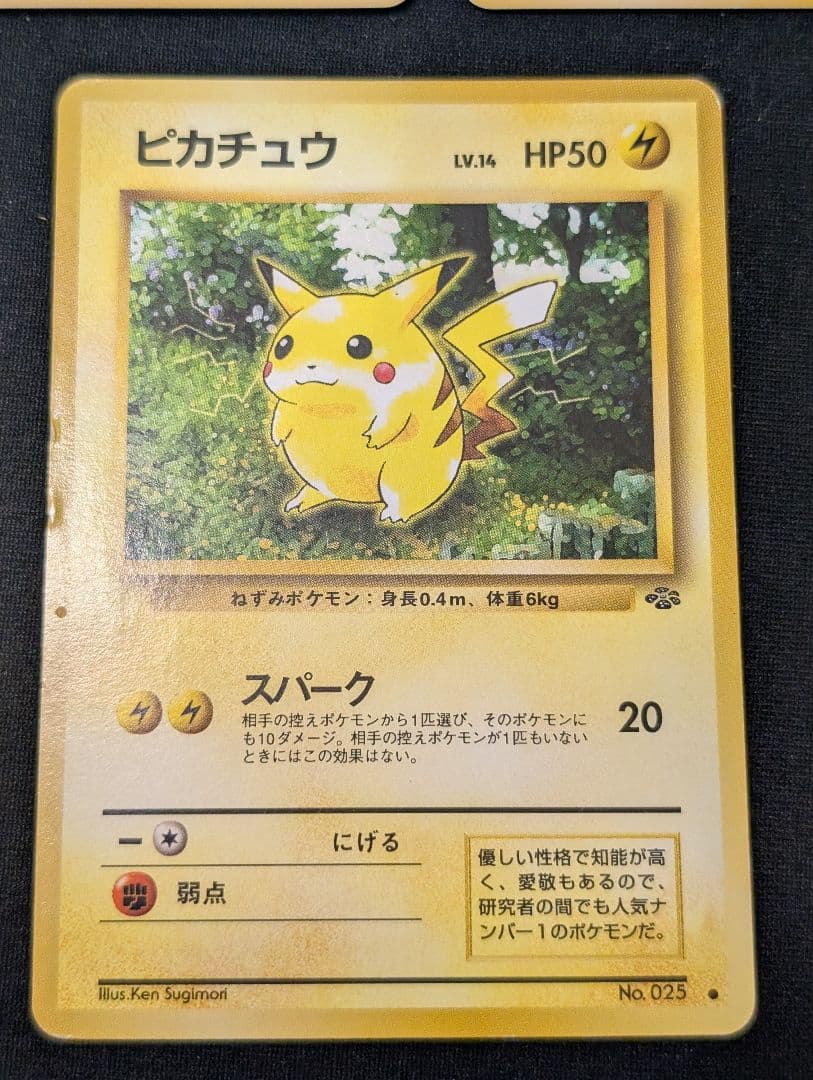 ピカチュウ LV.14 HP50
ねずみポケモン：身長0.4m、体重6kg
スパーク 20
相手の控えポケモンから1匹選び、そのポケモンに
も10ダメージ。相手の控えポケモンが1匹もいない
ときにはこの効果はない。
ー にげる
弱点
優しい性格で知能が高
く、愛敬もあるので、
研究者の間でも人気ナ
ンバー1のポケモンだ。
Illus.Ken Sugimori No. 025 ●